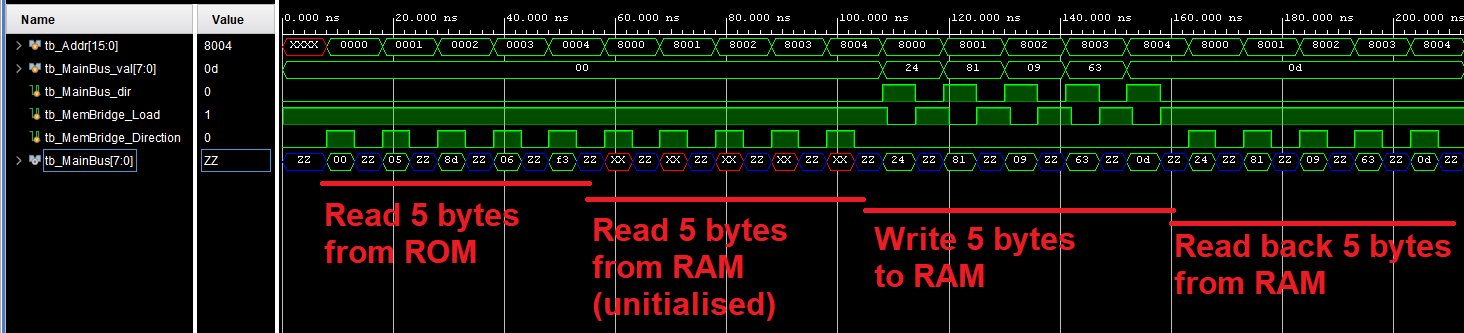 Name Value
0.000 ns 20.000 ns 40.000 ns 60.000 ns 80.000 ns 100.000 ns 120.000 ns 140.000 ns 160.000 ns 180.000 ns 200.000 ns
tb_Addr[15:0] 8004 XXXX 0000 0001 0002 0003 0004 8000 8001 8002 8003 8004 8000 8001 8002 8003 8004 8000 8001 8002 8003 8004
tb_MainBus_val[7:0] 0d 00 24 81 09 63 0d
tb_MainBus_dir 0
tb_MemBridge_Load 1
tb_MemBridge_Direction 0
tb_MainBus[7:0] ZZ ZZ 00 ZZ 05 ZZ 8d ZZ 06 ZZ f3 ZZ XX ZZ XX ZZ XX ZZ XX ZZ XX ZZ 24 ZZ 81 ZZ 09 ZZ 63 ZZ 0d ZZ 24 ZZ 81 ZZ 09 ZZ 63 ZZ 0d ZZ
Read 5 bytes
from ROM
Read 5 bytes
from RAM
(unitialised)
Write 5 bytes
to RAM
Read back 5 bytes
from RAM